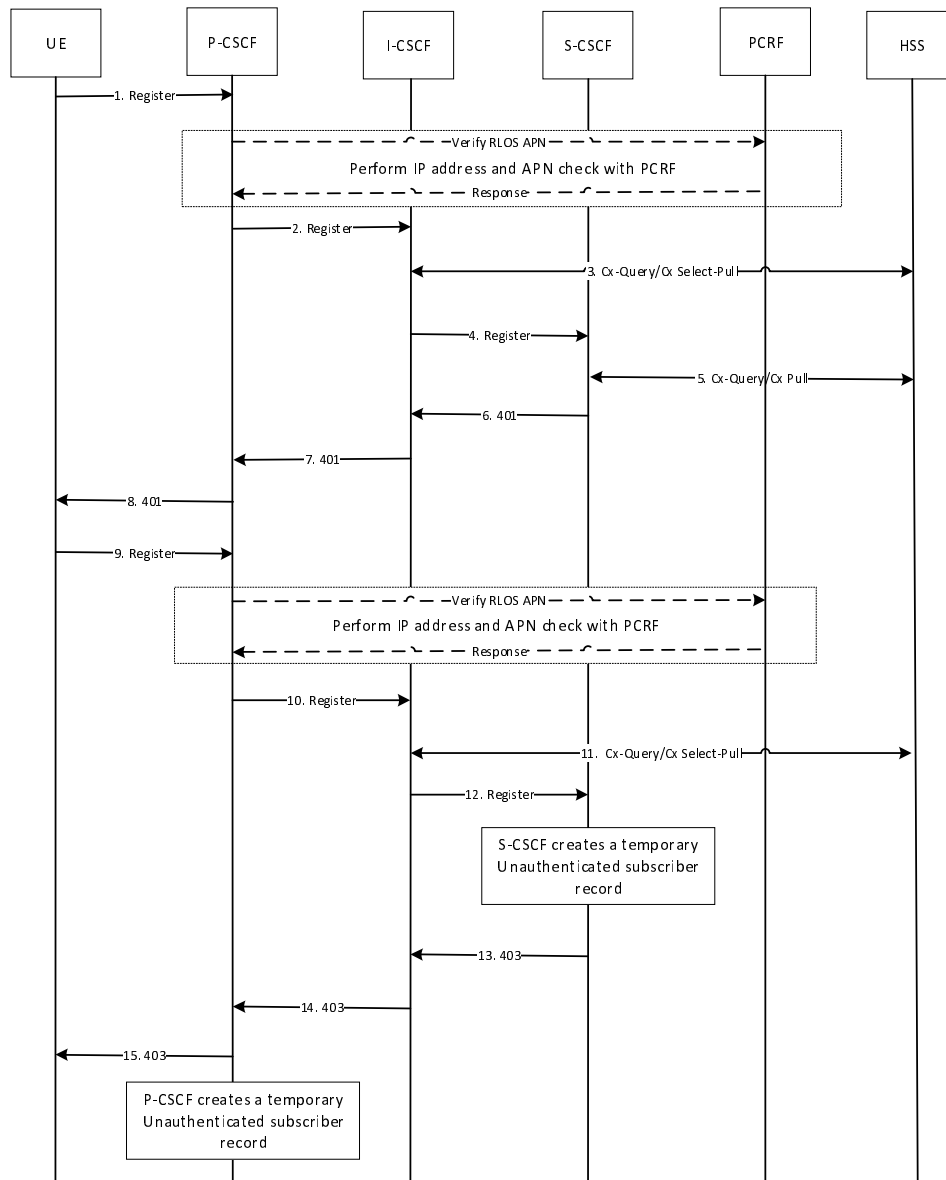 UE
P-CSCF
I-CSCF
S-CSCF
PCRF
HSS
1. Register
Verify RLOS APN
Perform IP address and APN check with PCRF
Response
2. Register
3. Cx-Query/Cx Select-Pull
4. Register
5. Cx-Query/Cx Pull
6. 401
7. 401
8. 401
9. Register
Verify RLOS APN
Perform IP address and APN check with PCRF
Response
10. Register
11. Cx-Query/Cx Select-Pull
12. Register
S-CSCF creates a temporary
Unauthenticated subscriber
record
13. 403
14. 403
15. 403
P-CSCF creates a temporary
Unauthenticated subscriber
record